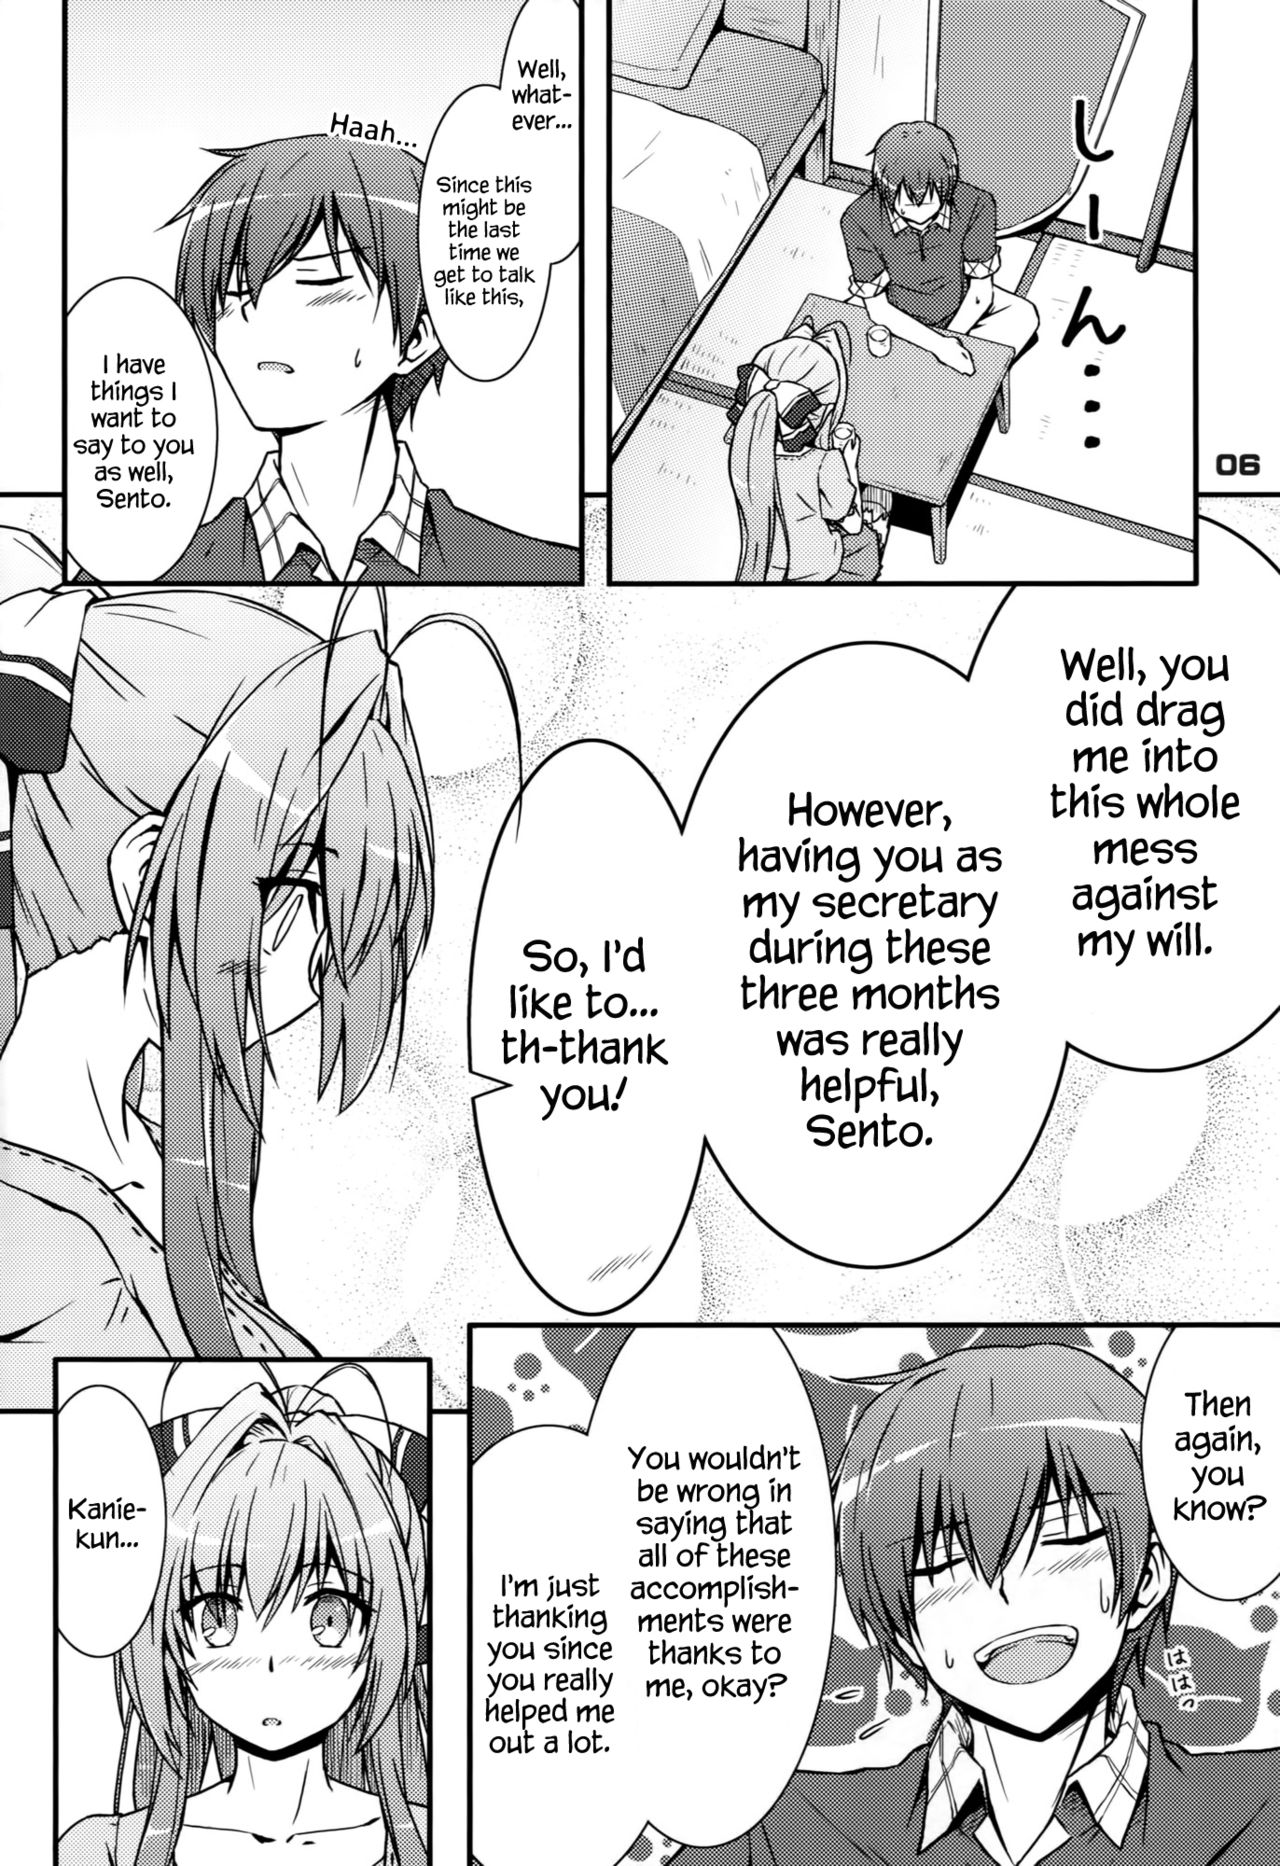 しーん…
06
Well,
what-
ever...
Since this
might be
the last
time we
get to talk
like this,
Haah...
I have
things I
want to
say to you
as well,
Sento.
Well, you
did drag
me into
this whole
mess
against
my will.
However,
having you as
my secretary
during these
three months
was really
helpful,
Sento.
So, I'd
like to...
th-thank
you!
Then
again,
you
know?
はは
はっ
You wouldn't
be wrong in
saying that
all of these
accomplish-
ments were
thanks to
me, okay?
I'm just
thanking
you since
you really
helped me
out a lot.
Kanie-
kun...